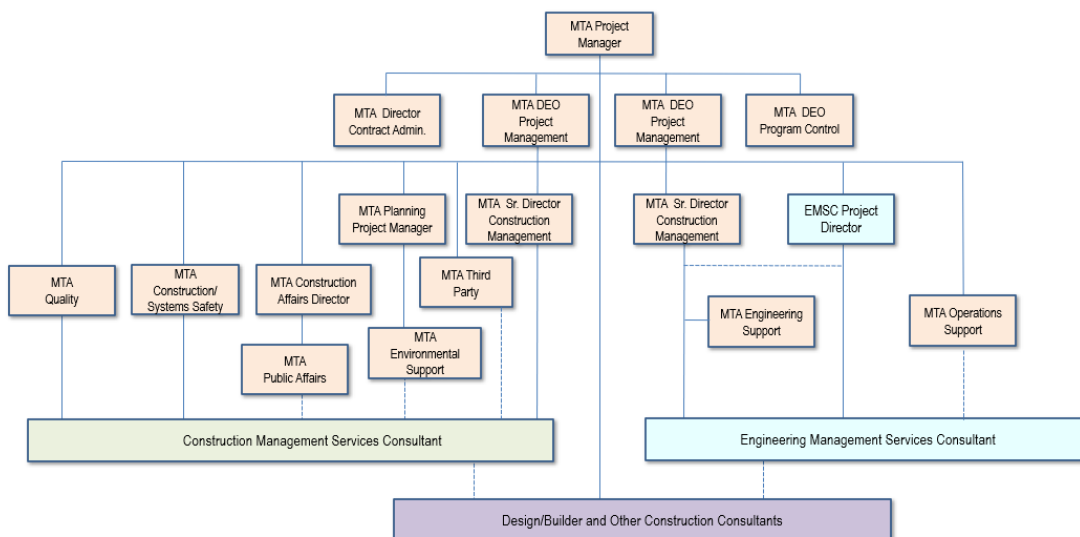 MTA Project
Manager
MTA Director
Contract Admin.
MTA DEO
Project
Management
MTA DEO
Project
Management
MTA DEO
Program Control
MTA Planning
Project Manager
MTA Sr. Director
Construction
Management
MTA Sr. Director
Construction
Management
EMSC Project
Director
MTA
Quality
MTA
Construction/
Systems Safety
MTA Construction
Affairs Director
MTA Third
Party
MTA Engineering
Support
MTA Operations
Support
MTA
Public Affairs
MTA
Environmental
Support
Construction Management Services Consultant
Engineering Management Services Consultant
Design/Builder and Other Construction Consultants